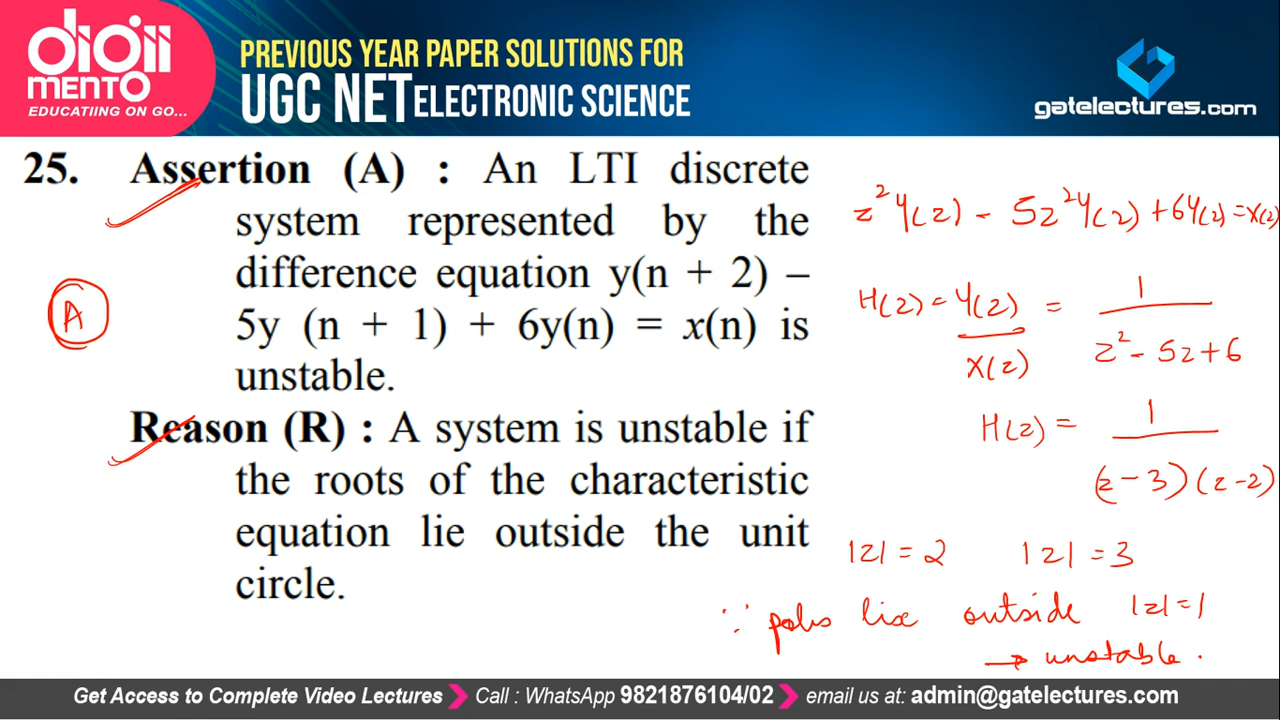 digii
MENTO
EDUCATIING ON GO...
PREVIOUS YEAR PAPER SOLUTIONS FOR
UGC NET ELECTRONIC SCIENCE
gatelectures.com
25. Assertion (A) : An LTI discrete
system represented by the
difference equation y(n + 2) –
5y (n + 1) + 6y(n) = x(n) is
unstable.
Reason (R) : A system is unstable if
the roots of the characteristic
equation lie outside the unit
circle.
A
z²Y(z) - 5z²Y(z) + 6Y(z) = X(z)
H(z) = Y(z) / X(z) = 1 / z² - 5z + 6
H(z) = 1 / (z - 3)(z - 2)
|z| = 2 |z| = 3
∵ poles lie outside |z| = 1
→ unstable.
Get Access to Complete Video Lectures Call : WhatsApp 9821876104/02 email us at: admin@gatelectures.com